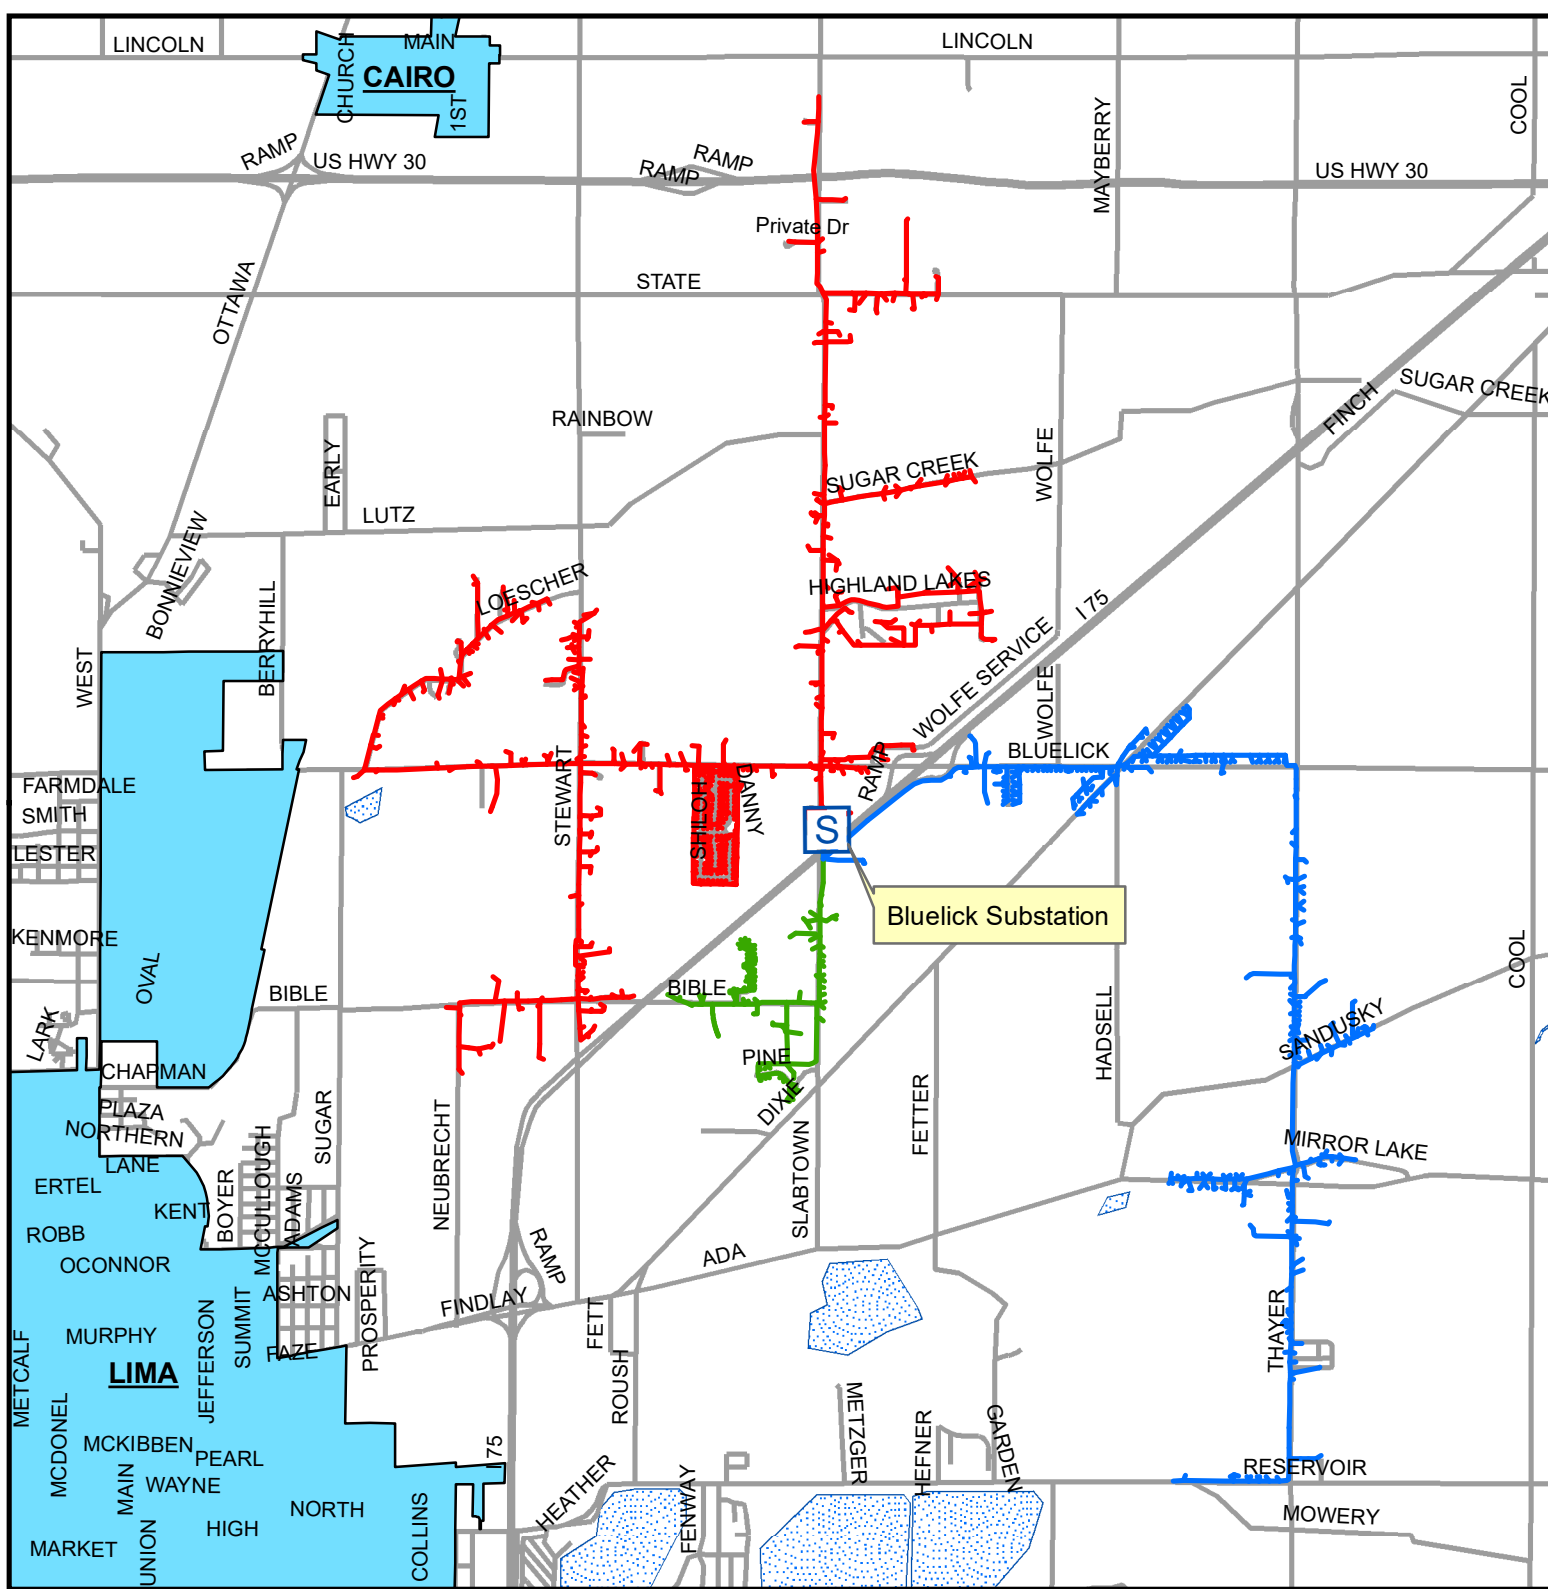 LINCOLN
MAIN
LINCOLN
CHURCH
CAIRO
1ST
COOL
MAYBERRY
RAMP
US HWY 30
RAMP
RAMP
US HWY 30
Private Dr
STATE
OTTAWA
SUGAR CREEK
FINCH
RAINBOW
EARLY
WOLFE
SUGAR CREEK
LUTZ
BONNIEVIEW
BERRYHILL
LOESCHER
HIGHLAND LAKES
I 75
WOLFE SERVICE
WEST
WOLFE
BLUELICK
RAMP
FARMDALE
SMITH
LESTER
STEWART
SHILOH
DANNY
S
Bluelick Substation
KENMORE
OVAL
BIBLE
BIBLE
COOL
LARK
CHAPMAN
HADSELL
SANDUSKY
PINE
DIXIE
PLAZA
NORTHERN
LANE
SUGAR
NEUBRECHT
FETTER
MIRROR LAKE
ERTEL
KENT
BOYER
MCCULLOUGH
ADAMS
SLABTOWN
ROBB
OCONNOR
ASHTON
PROSPERITY
RAMP
ADA
FINDLAY
MURPHY
JEFFERSON
SUMMIT
FAZE
FETT
THAYER
METCALF
LIMA
ROUSH
MCDONEL
MCKIBBEN
PEARL
METZGER
HEFNER
GARDEN
MAIN
WAYNE
I 75
HEATHER
FENWAY
RESERVOIR
MOWERY
NORTH
HIGH
COLLINS
MARKET
UNION